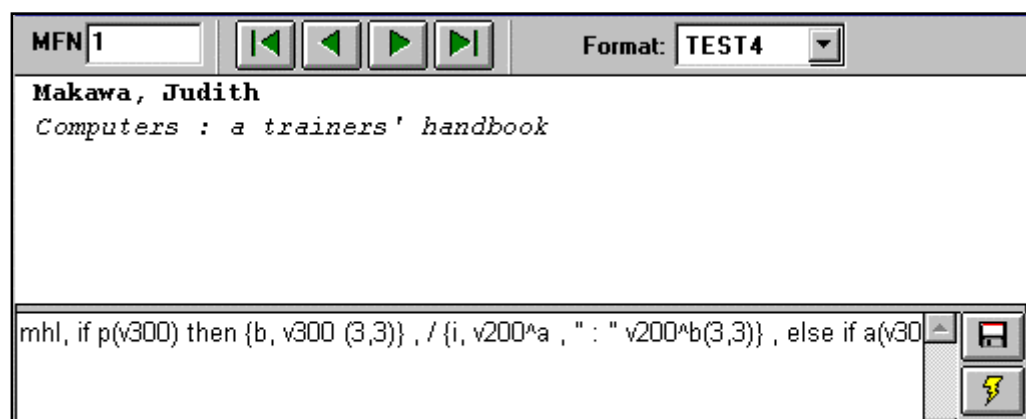 MFN 1 Format: TEST4
Makawa, Judith
Computers : a trainers' handbook
mhl, if p(v300) then {b, v300 (3,3)} , / {i, v200^a , " : " v200^b(3,3)} , else if a(v30